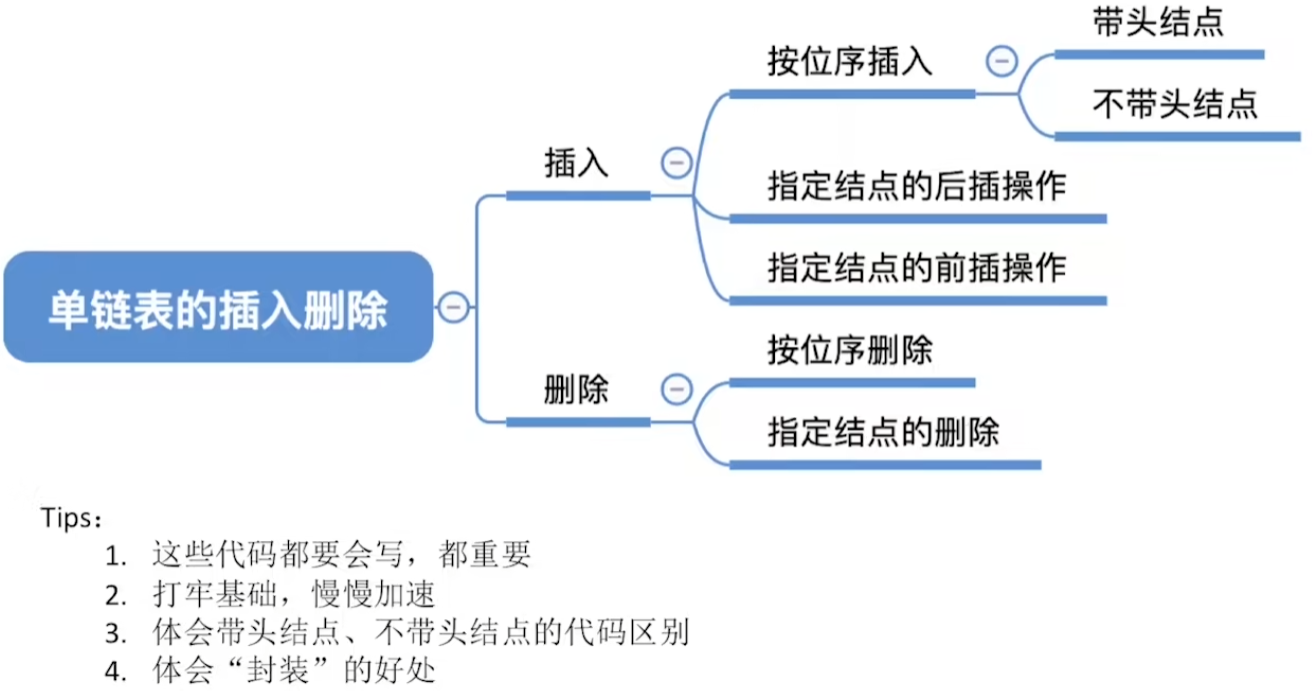 单链表的插入删除
插入
按位序插入
带头结点
不带头结点
指定结点的后插操作
指定结点的前插操作
删除
按位序删除
指定结点的删除
Tips：
1. 这些代码都要会写，都重要
2. 打牢基础，慢慢加速
3. 体会带头结点、不带头结点的代码区别
4. 体会“封装”的好处